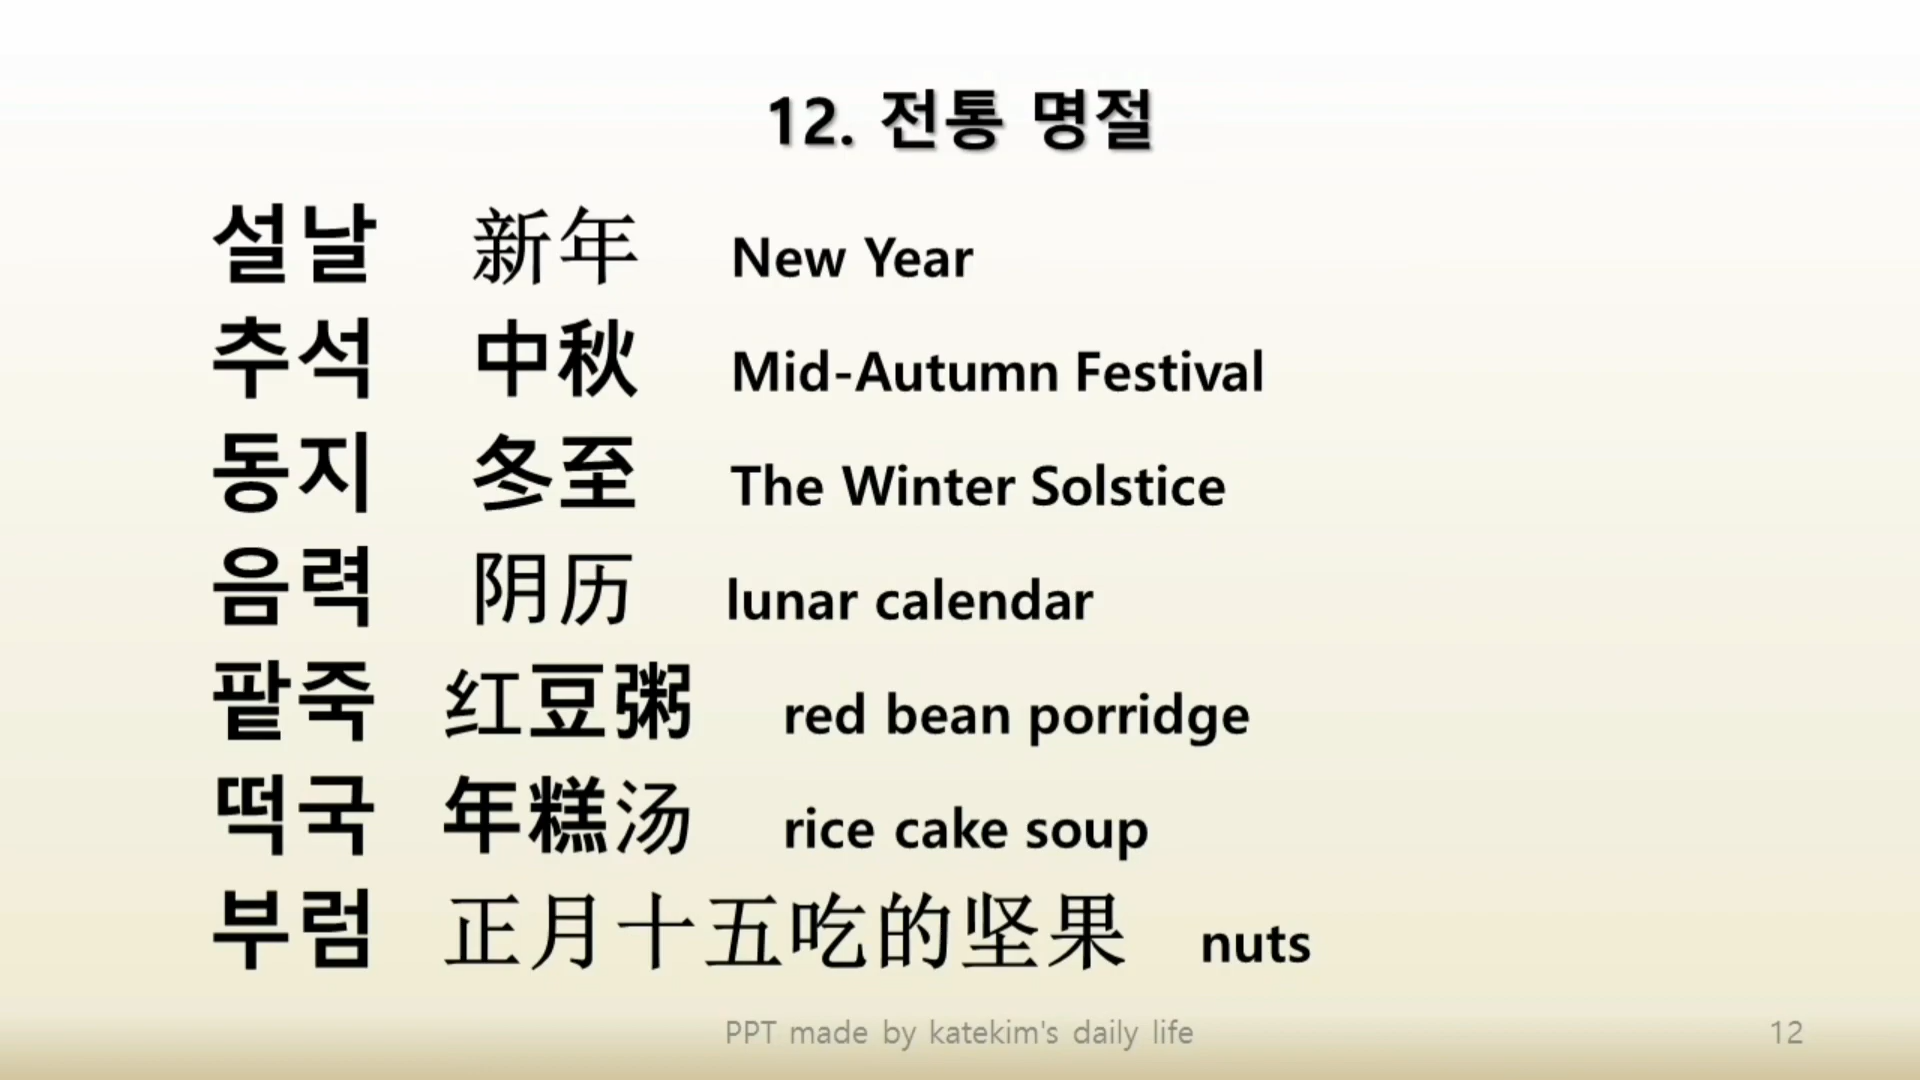 12. 전통 명절
설날 新年 New Year
추석 中秋 Mid-Autumn Festival
동지 冬至 The Winter Solstice
음력 阴历 lunar calendar
팥죽 红豆粥 red bean porridge
떡국 年糕汤 rice cake soup
부럼 正月十五吃的坚果 nuts
PPT made by katekim's daily life 12